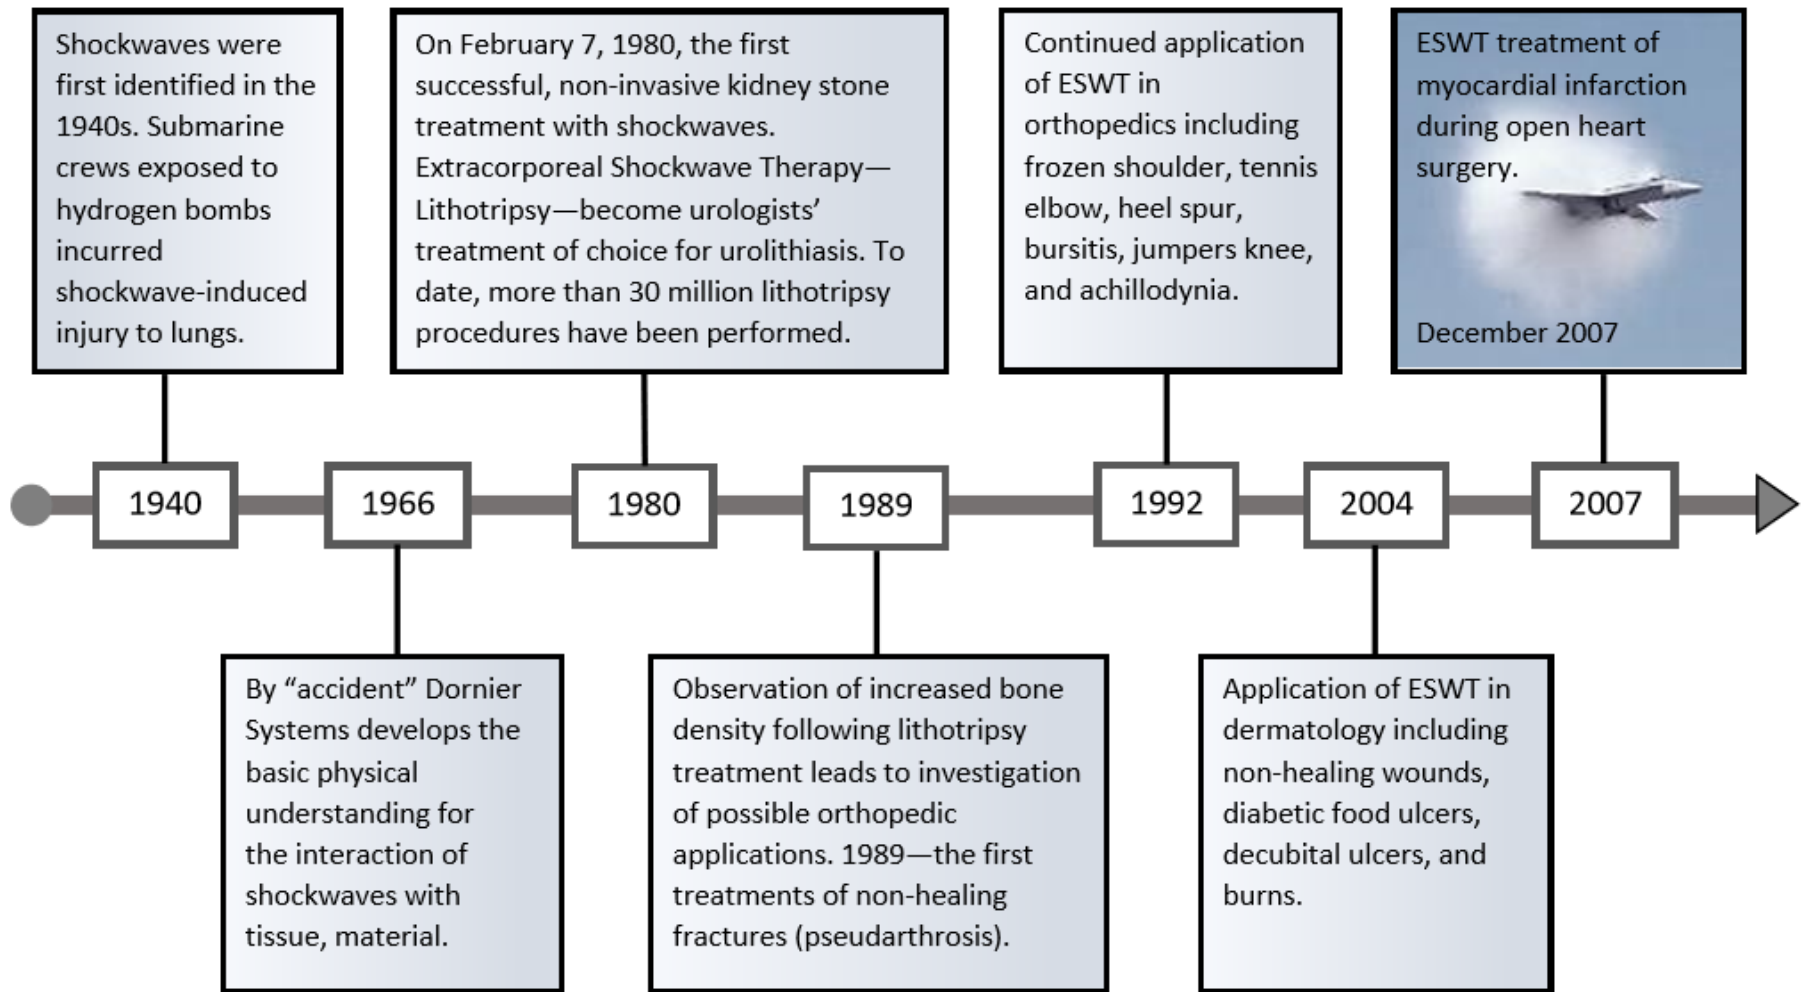 Shockwaves were
first identified in the
1940s. Submarine
crews exposed to
hydrogen bombs
incurred
shockwave-induced
injury to lungs.
On February 7, 1980, the first
successful, non-invasive kidney stone
treatment with shockwaves.
Extracorporeal Shockwave Therapy—
Lithotripsy—become urologists’
treatment of choice for urolithiasis. To
date, more than 30 million lithotripsy
procedures have been performed.
Continued application
of ESWT in
orthopedics including
frozen shoulder, tennis
elbow, heel spur,
bursitis, jumpers knee,
and achillodynia.
ESWT treatment of
myocardial infarction
during open heart
surgery.
December 2007
1940
1966
1980
1989
1992
2004
2007
By “accident” Dornier
Systems develops the
basic physical
understanding for
the interaction of
shockwaves with
tissue, material.
Observation of increased bone
density following lithotripsy
treatment leads to investigation
of possible orthopedic
applications. 1989—the first
treatments of non-healing
fractures (pseudarthrosis).
Application of ESWT in
dermatology including
non-healing wounds,
diabetic food ulcers,
decubital ulcers, and
burns.